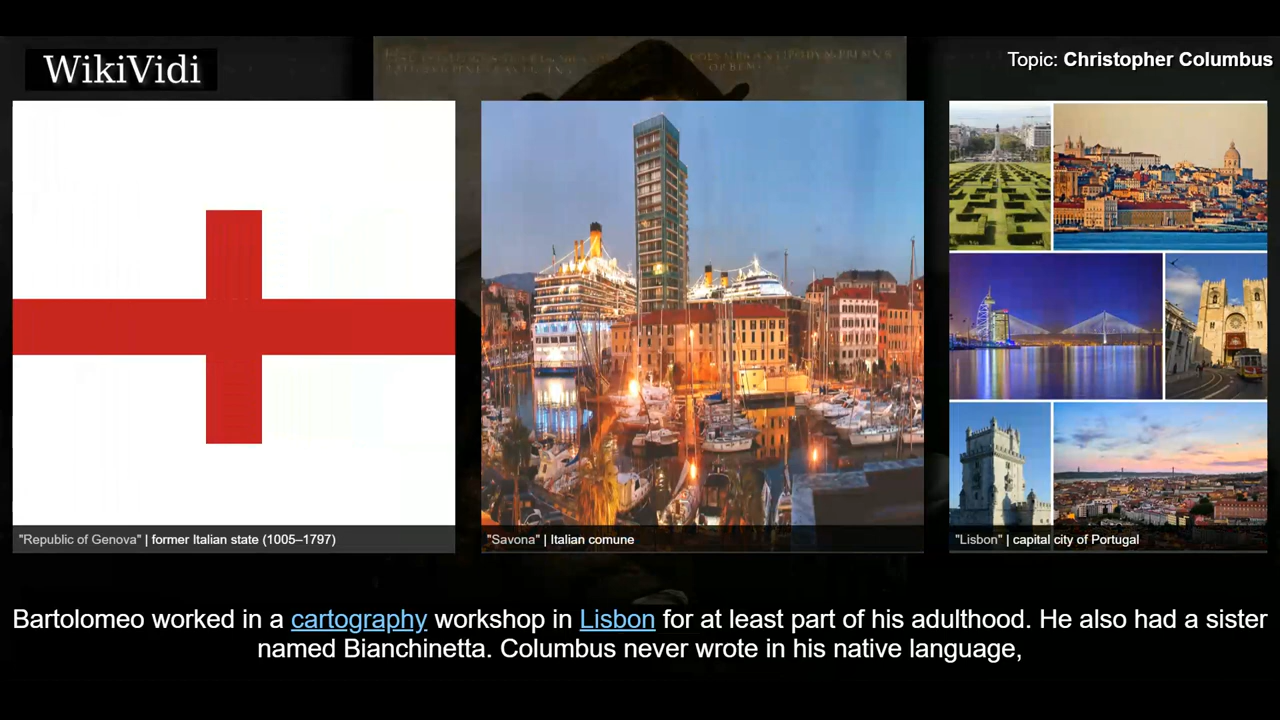 WikiVidi
Topic: Christopher Columbus
"Republic of Genova" | former Italian state (1005–1797)
"Savona" | Italian comune
"Lisbon" | capital city of Portugal
Bartolomeo worked in a cartography workshop in Lisbon for at least part of his adulthood. He also had a sister
named Bianchinetta. Columbus never wrote in his native language,